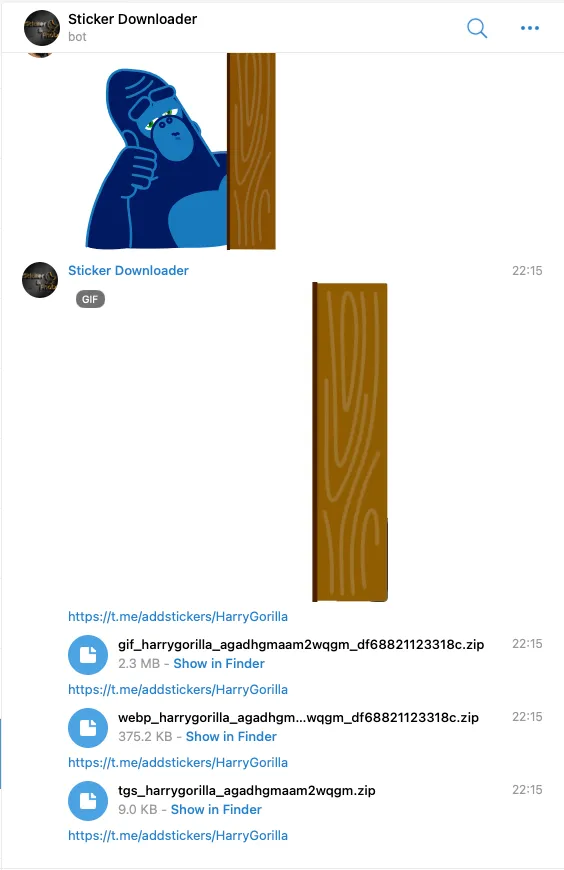 Sticker Downloader
bot
Sticker Downloader
22:15
GIF
https://t.me/addstickers/HarryGorilla
gif_harrygorilla_agadhgmaam2wqgm_df68821123318c.zip
22:15
2.3 MB - Show in Finder
https://t.me/addstickers/HarryGorilla
webp_harrygorilla_agadhgm...wqgm_df68821123318c.zip
22:15
375.2 KB - Show in Finder
https://t.me/addstickers/HarryGorilla
tgs_harrygorilla_agadhgmaam2wqgm.zip
22:15
9.0 KB - Show in Finder
https://t.me/addstickers/HarryGorilla